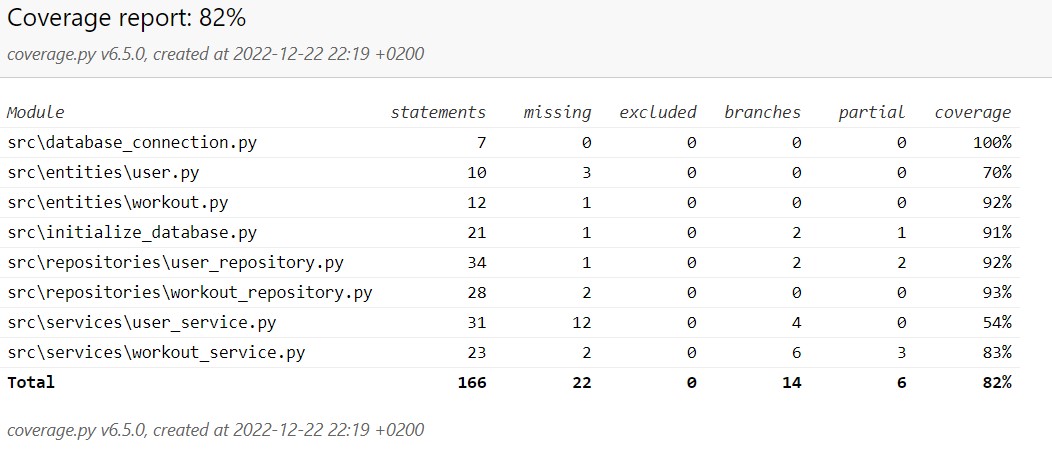 Coverage report: 82%
coverage.py v6.5.0, created at 2022-12-22 22:19 +0200
Module statements missing excluded branches partial coverage
src\database_connection.py 7 0 0 0 0 100%
src\entities\user.py 10 3 0 0 0 70%
src\entities\workout.py 12 1 0 0 0 92%
src\initialize_database.py 21 1 0 2 1 91%
src\repositories\user_repository.py 34 1 0 2 2 92%
src\repositories\workout_repository.py 28 2 0 0 0 93%
src\services\user_service.py 31 12 0 4 0 54%
src\services\workout_service.py 23 2 0 6 3 83%
Total 166 22 0 14 6 82%
coverage.py v6.5.0, created at 2022-12-22 22:19 +0200